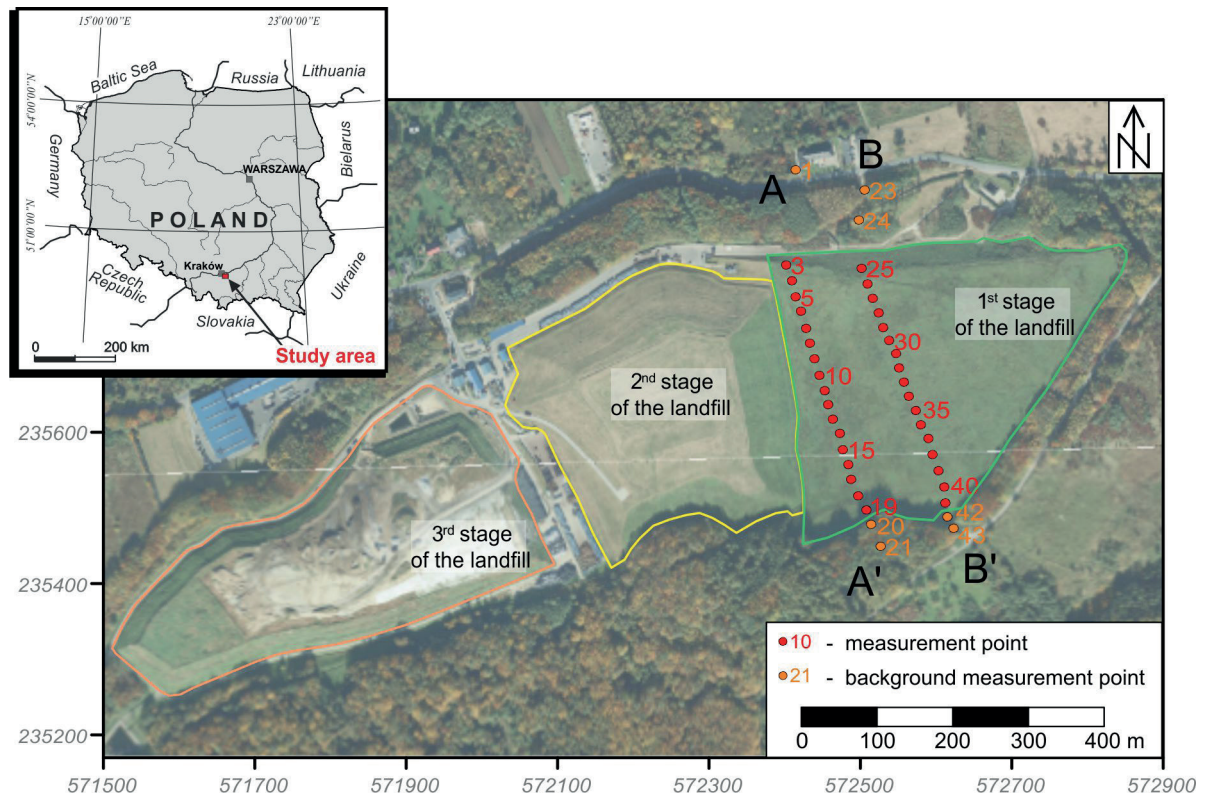 15°00'00"E
23°00'00"E
Baltic Sea
Russia
Lithuania
54°00'00"N
Germany
Bielarus
WARSZAWA
POLAND
51°00'00"N
Kraków
Czech
Republic
Ukraine
Slovakia
0 200 km
Study area
N
A
1
B
23
24
3
25
5
1st stage
of the landfill
30
10
2nd stage
of the landfill
35
235600
15
40
19
42
20
43
3rd stage
of the landfill
21
B'
A'
235400
10 - measurement point
21 - background measurement point
235200
0 100 200 300 400 m
571500 571700 571900 572100 572300 572500 572700 572900